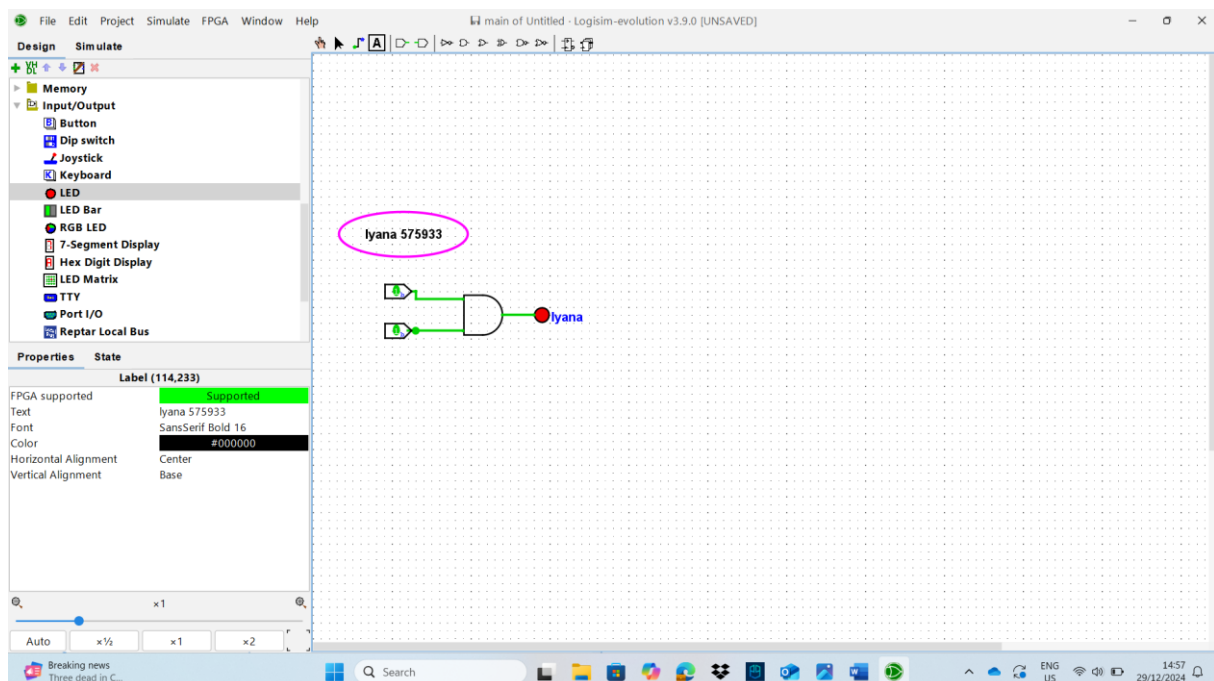 File Edit Project Simulate FPGA Window Help
main of Untitled · Logisim-evolution v3.9.0 [UNSAVED]
Design Simulate
A
VH
DL
Memory
Input/Output
Button
Dip switch
Joystick
Keyboard
LED
LED Bar
RGB LED
7-Segment Display
Hex Digit Display
LED Matrix
TTY
Port I/O
Reptar Local Bus
Iyana 575933
Iyana
Properties State
Label (114,233)
FPGA supported Supported
Text Iyana 575933
Font SansSerif Bold 16
Color #000000
Horizontal Alignment Center
Vertical Alignment Base
×1
Auto ×½ ×1 ×2
Breaking news
Three dead in C...
Search
ENG
US
14:57
29/12/2024